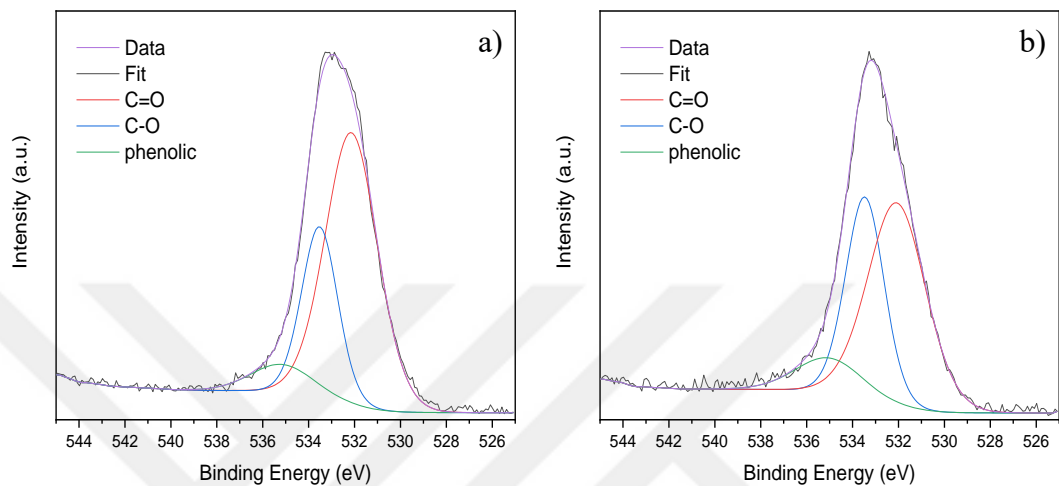 a)
Data
Fit
C=O
C-O
phenolic
Intensity (a.u.)
544 542 540 538 536 534 532 530 528 526
Binding Energy (eV)
b)
Data
Fit
C=O
C-O
phenolic
Intensity (a.u.)
544 542 540 538 536 534 532 530 528 526
Binding Energy (eV)